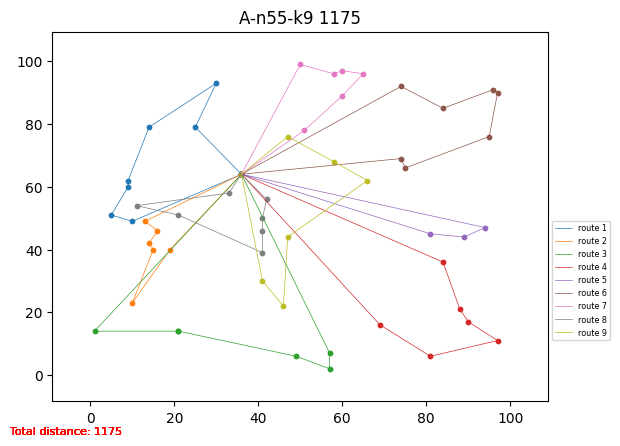 A-n55-k9 1175
100
80
60
40
20
0
0 20 40 60 80 100
route 1
route 2
route 3
route 4
route 5
route 6
route 7
route 8
route 9
Total distance: 1175